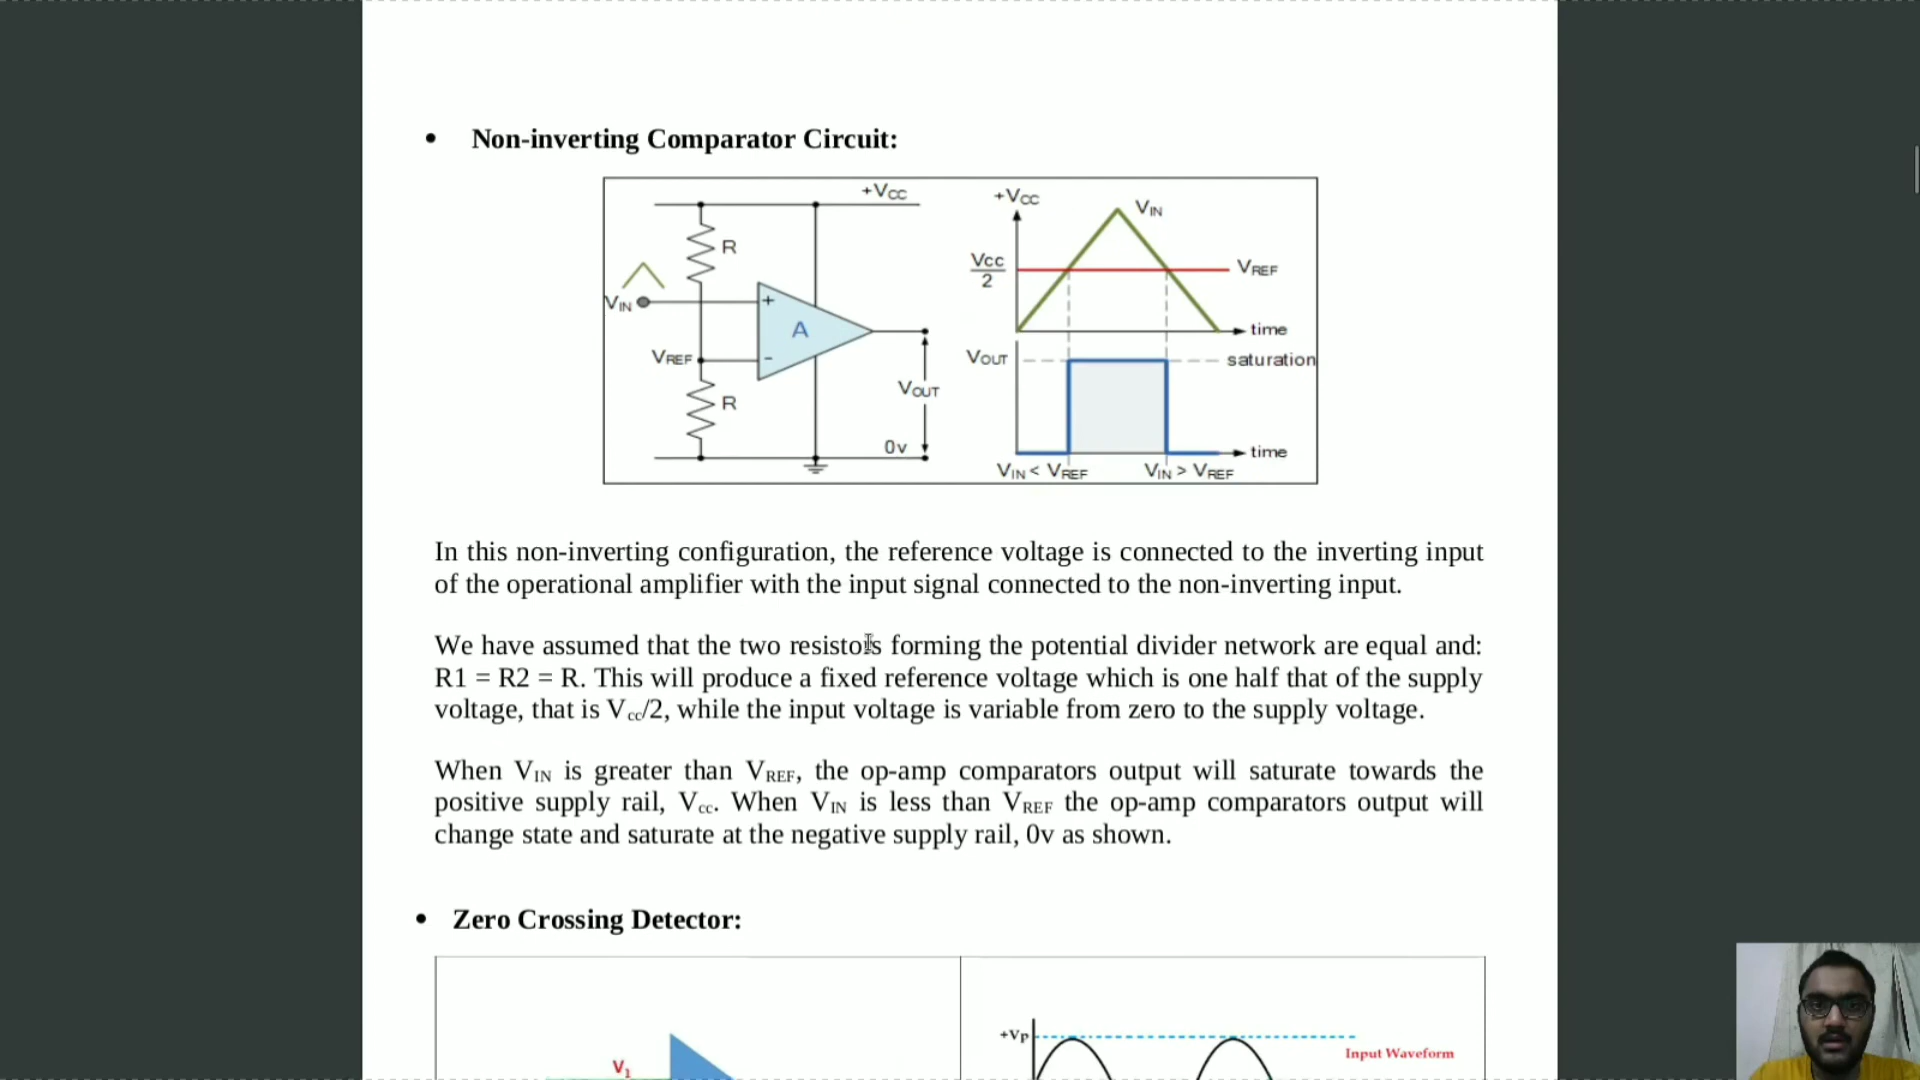 • Non-inverting Comparator Circuit:
+VCC
R
VIN
+
A
VREF
-
R
VOUT
0v
+VCC
VIN
Vcc
2
VREF
time
VOUT
saturation
time
VIN < VREF
VIN > VREF
In this non-inverting configuration, the reference voltage is connected to the inverting input
of the operational amplifier with the input signal connected to the non-inverting input.
We have assumed that the two resistors forming the potential divider network are equal and:
R1 = R2 = R. This will produce a fixed reference voltage which is one half that of the supply
voltage, that is Vcc/2, while the input voltage is variable from zero to the supply voltage.
When VIN is greater than VREF, the op-amp comparators output will saturate towards the
positive supply rail, Vcc. When VIN is less than VREF the op-amp comparators output will
change state and saturate at the negative supply rail, 0v as shown.
• Zero Crossing Detector:
V1
+Vp
Input Waveform